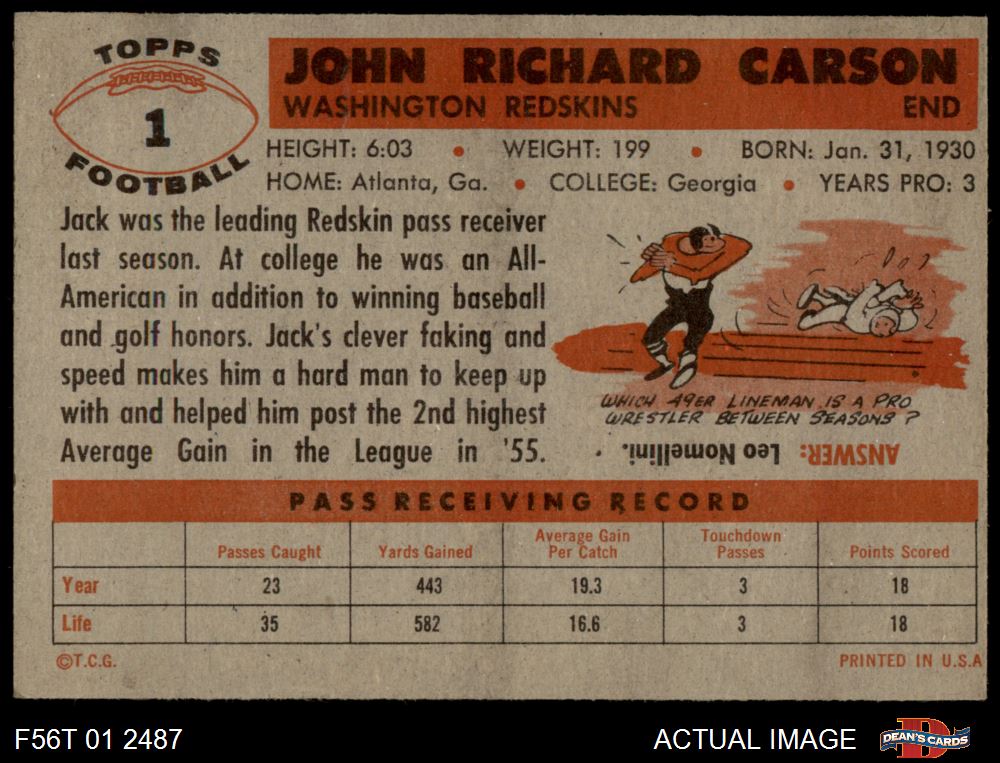 TOPPS
1
FOOTBALL
JOHN RICHARD CARSON
WASHINGTON REDSKINS END
HEIGHT: 6:03 • WEIGHT: 199 • BORN: Jan. 31, 1930
HOME: Atlanta, Ga. • COLLEGE: Georgia • YEARS PRO: 3
Jack was the leading Redskin pass receiver
last season. At college he was an All-
American in addition to winning baseball
and golf honors. Jack's clever faking and
speed makes him a hard man to keep up
with and helped him post the 2nd highest
Average Gain in the League in '55.
WHICH 49ER LINEMAN IS A PRO
WRESTLER BETWEEN SEASONS?
ANSWER: Leo Nomellini.
PASS RECEIVING RECORD
Passes Caught Yards Gained Average Gain Per Catch Touchdown Passes Points Scored
Year 23 443 19.3 3 18
Life 35 582 16.6 3 18
©T.C.G. PRINTED IN U.S.A
F56T 01 2487 ACTUAL IMAGE DEAN'S CARDS